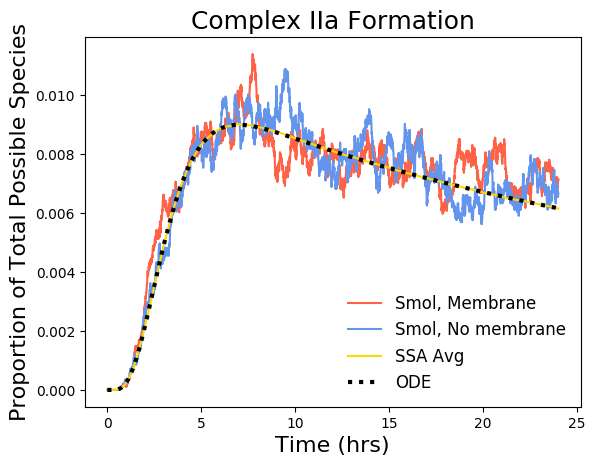 Complex IIa Formation
Proportion of Total Possible Species
0.010
0.008
0.006
0.004
0.002
0.000
Smol, Membrane
Smol, No membrane
SSA Avg
ODE
0
5
10
15
20
25
Time (hrs)